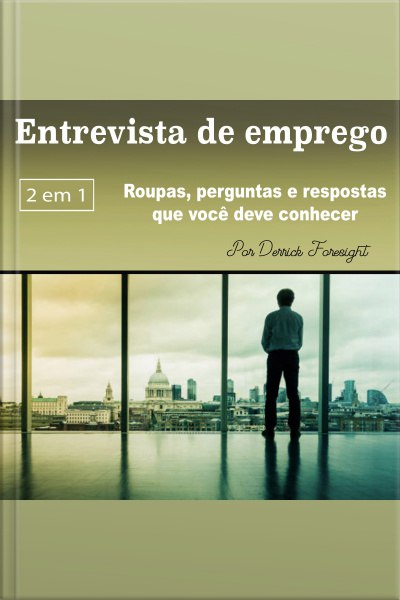 Entrevista de emprego
2 em 1
Roupas, perguntas e respostas
que você deve conhecer
Por Derrick Foresight